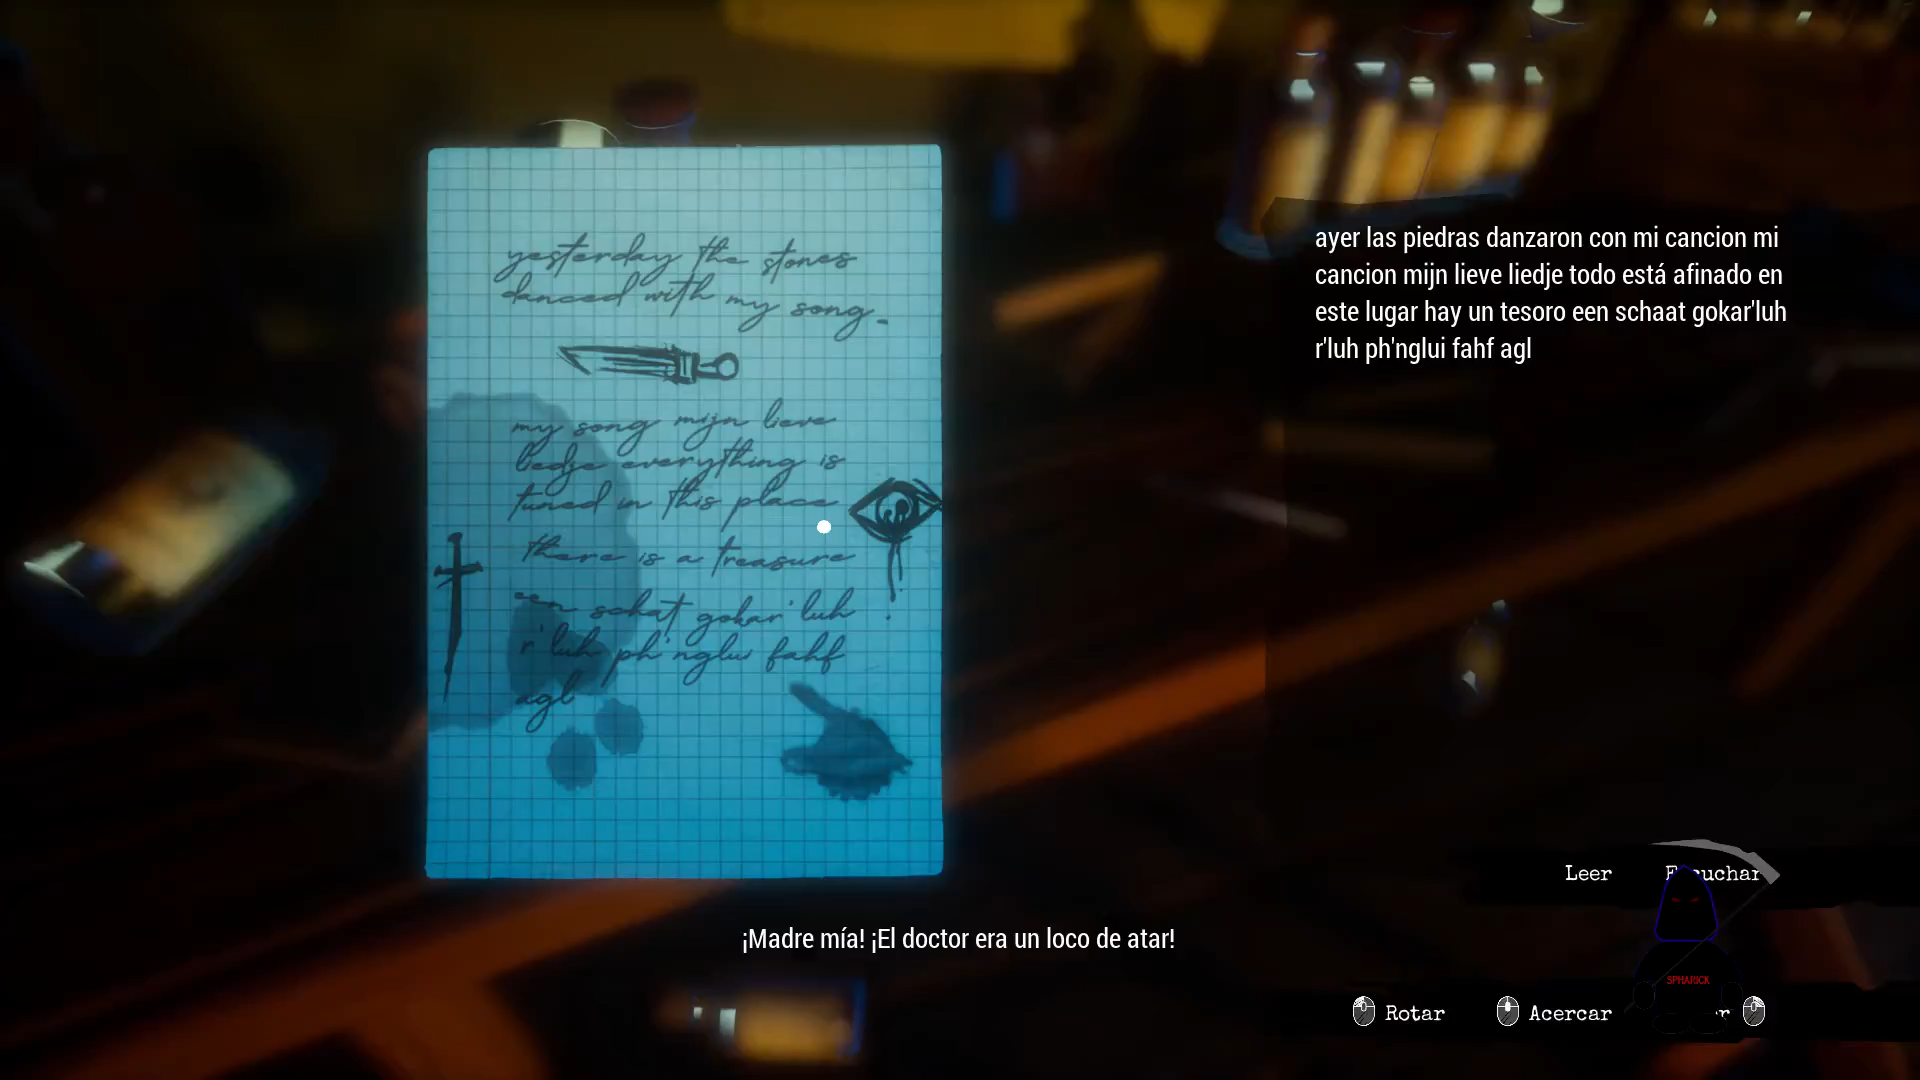 yesterday the stones
danced with my song.
my song mijn lieve
liedje everything is
tuned in this place
there is a treasure
een schat gokar'luh
r'luh ph'nglui fahf
agl
ayer las piedras danzaron con mi cancion mi
cancion mijn lieve liedje todo está afinado en
este lugar hay un tesoro een schaat gokar'luh
r'luh ph'nglui fahf agl
Leer
¡Madre mía! ¡El doctor era un loco de atar!
SPHARICK
Rotar Acercar